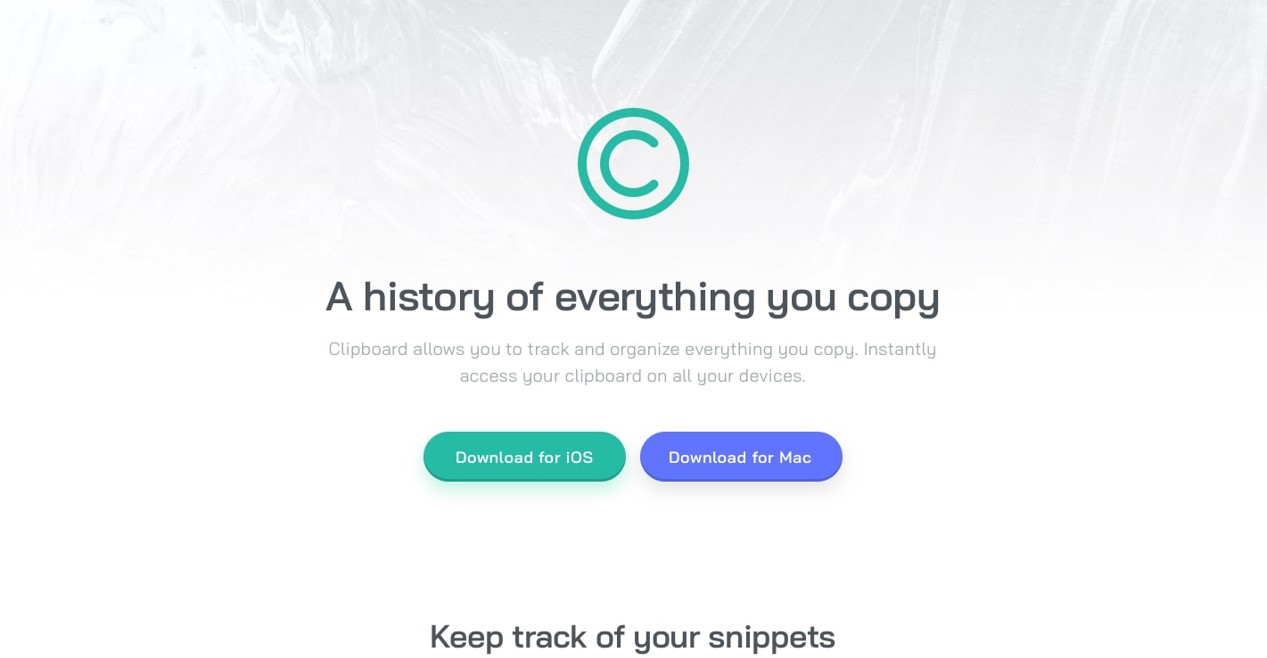 A history of everything you copy
Clipboard allows you to track and organize everything you copy. Instantly
access your clipboard on all your devices.
Download for iOS
Download for Mac
Keep track of your snippets